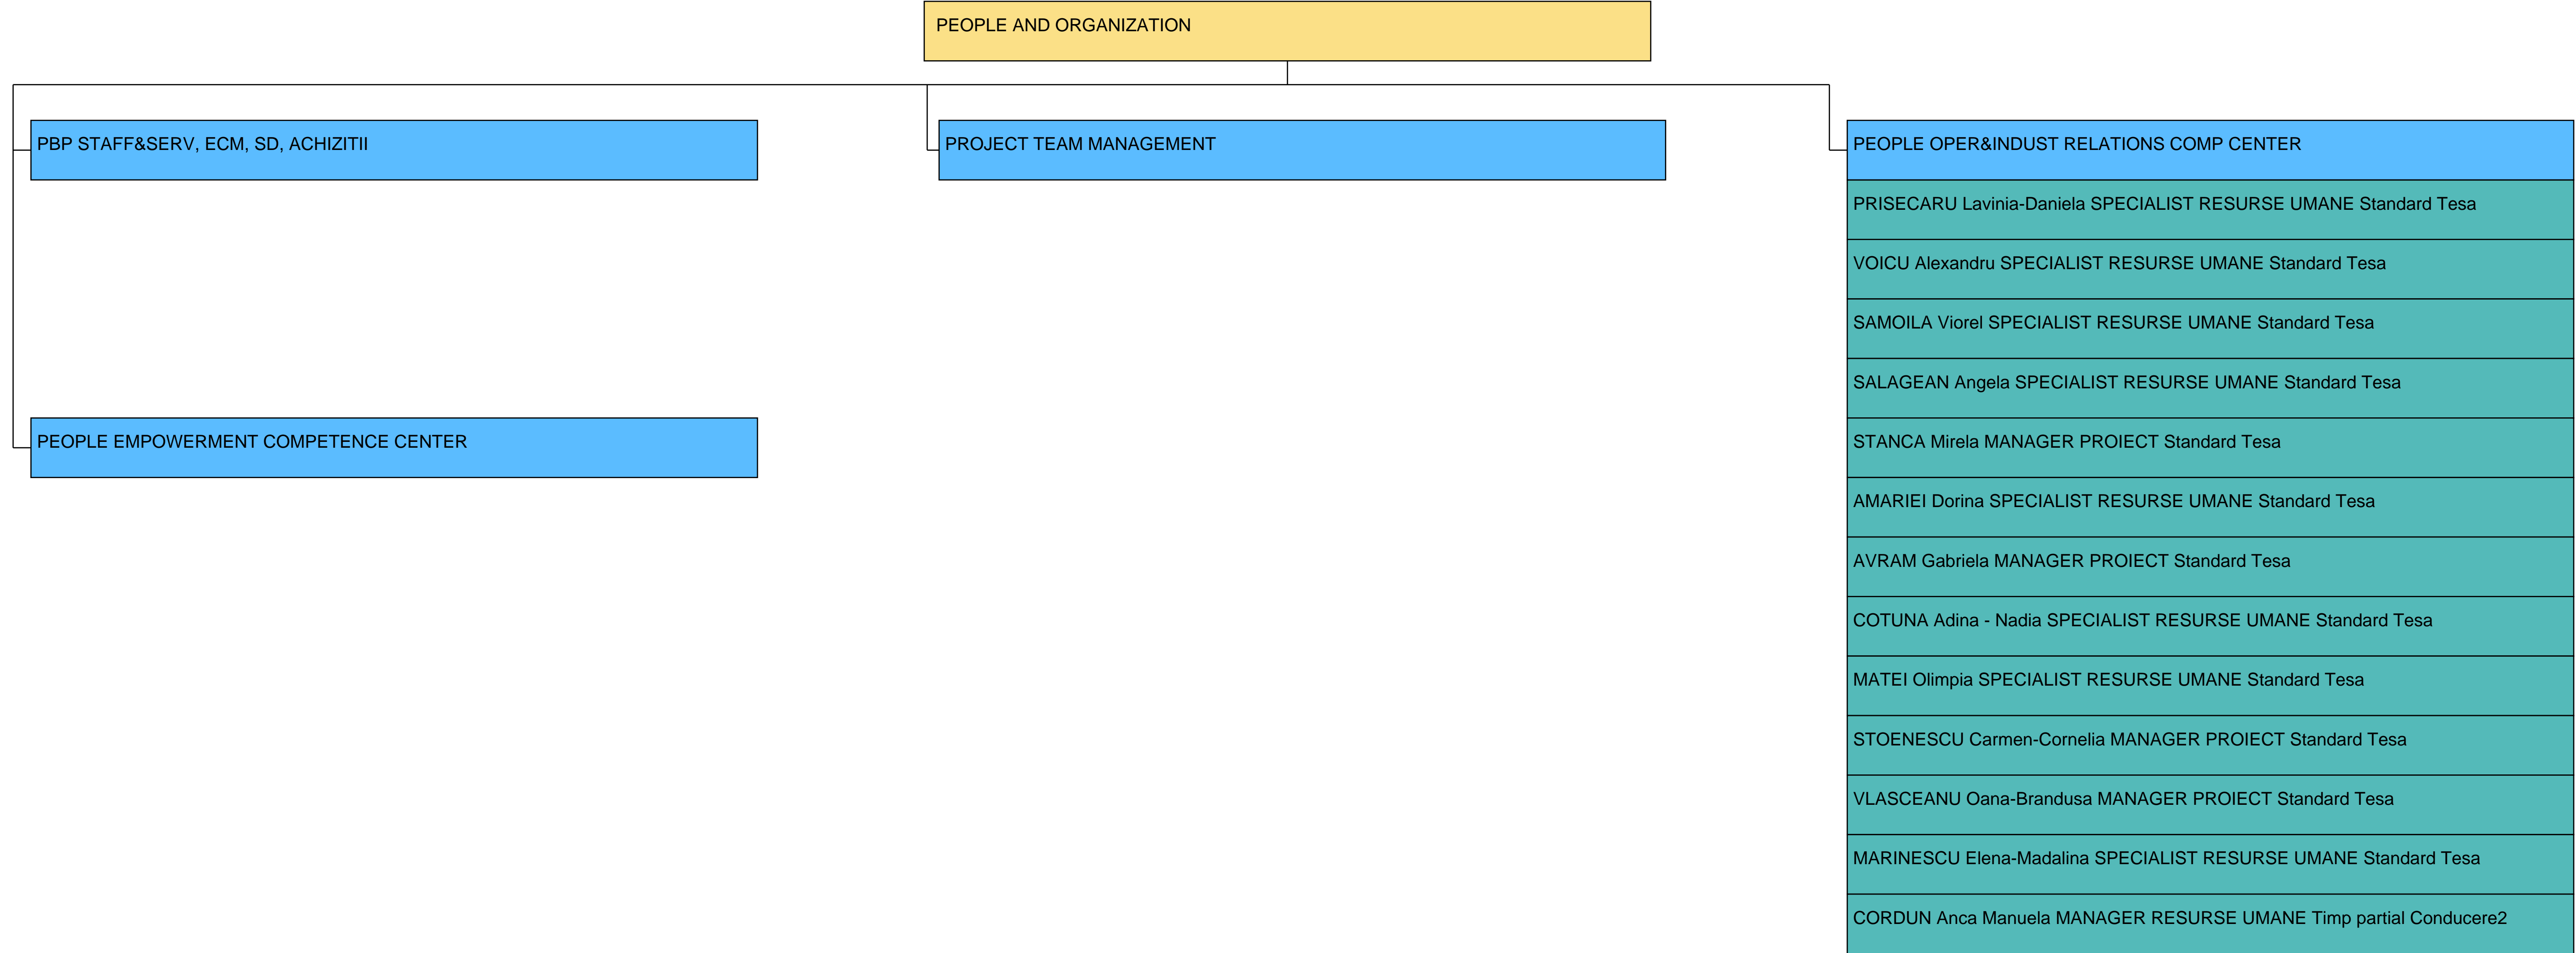 PEOPLE AND ORGANIZATION
PBP STAFF&SERV, ECM, SD, ACHIZITII
PROJECT TEAM MANAGEMENT
PEOPLE OPER&INDUST RELATIONS COMP CENTER
PRISECARU Lavinia-Daniela SPECIALIST RESURSE UMANE Standard Tesa
VOICU Alexandru SPECIALIST RESURSE UMANE Standard Tesa
SAMOILA Viorel SPECIALIST RESURSE UMANE Standard Tesa
SALAGEAN Angela SPECIALIST RESURSE UMANE Standard Tesa
PEOPLE EMPOWERMENT COMPETENCE CENTER
STANCA Mirela MANAGER PROIECT Standard Tesa
AMARIEI Dorina SPECIALIST RESURSE UMANE Standard Tesa
AVRAM Gabriela MANAGER PROIECT Standard Tesa
COTUNA Adina - Nadia SPECIALIST RESURSE UMANE Standard Tesa
MATEI Olimpia SPECIALIST RESURSE UMANE Standard Tesa
STOENESCU Carmen-Cornelia MANAGER PROIECT Standard Tesa
VLASCEANU Oana-Brandusa MANAGER PROIECT Standard Tesa
MARINESCU Elena-Madalina SPECIALIST RESURSE UMANE Standard Tesa
CORDUN Anca Manuela MANAGER RESURSE UMANE Timp partial Conducere2